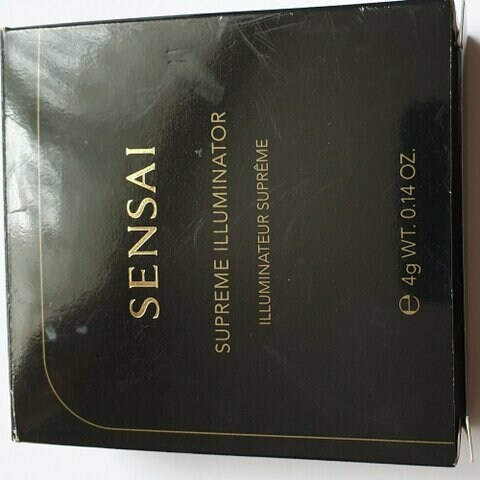 SENSAI
SUPREME ILLUMINATOR
ILLUMINATEUR SUPRÊME
℮ 4g WT. 0.14 OZ.